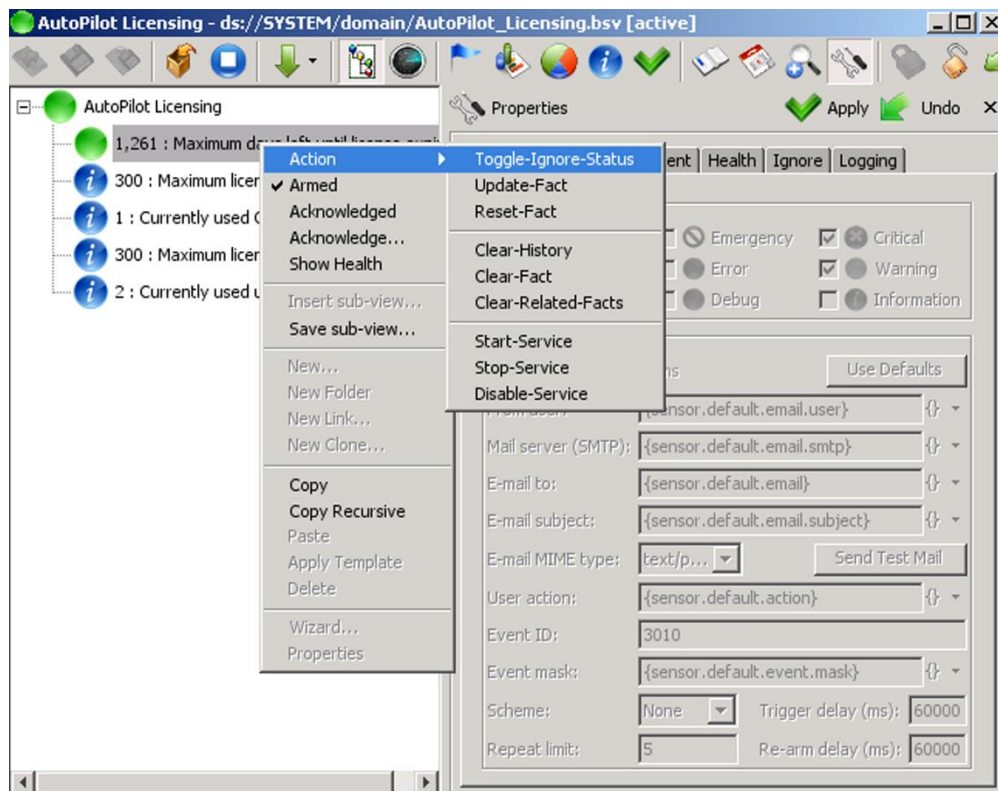 AutoPilot Licensing - ds://SYSTEM/domain/AutoPilot_Licensing.bsv [active]
AutoPilot Licensing
1,261 : Maximum days left until license
300 : Maximum licen
1 : Currently used
300 : Maximum licen
2 : Currently used
Action
Armed
Acknowledged
Acknowledge...
Show Health
Insert sub-view...
Save sub-view...
New...
New Folder
New Link...
New Clone...
Copy
Copy Recursive
Paste
Apply Template
Delete
Wizard...
Properties
Toggle-Ignore-Status
Update-Fact
Reset-Fact
Clear-History
Clear-Fact
Clear-Related-Facts
Start-Service
Stop-Service
Disable-Service
Properties Apply Undo
ent Health Ignore Logging
Emergency Critical
Error Warning
Debug Information
ns Use Defaults
From user: {sensor.default.email.user} {}
Mail server (SMTP): {sensor.default.email.smtp} {}
E-mail to: {sensor.default.email} {}
E-mail subject: {sensor.default.email.subject} {}
E-mail MIME type: text/p... Send Test Mail
User action: {sensor.default.action} {}
Event ID: 3010
Event mask: {sensor.default.event.mask} {}
Scheme: None Trigger delay (ms): 60000
Repeat limit: 5 Re-arm delay (ms): 60000